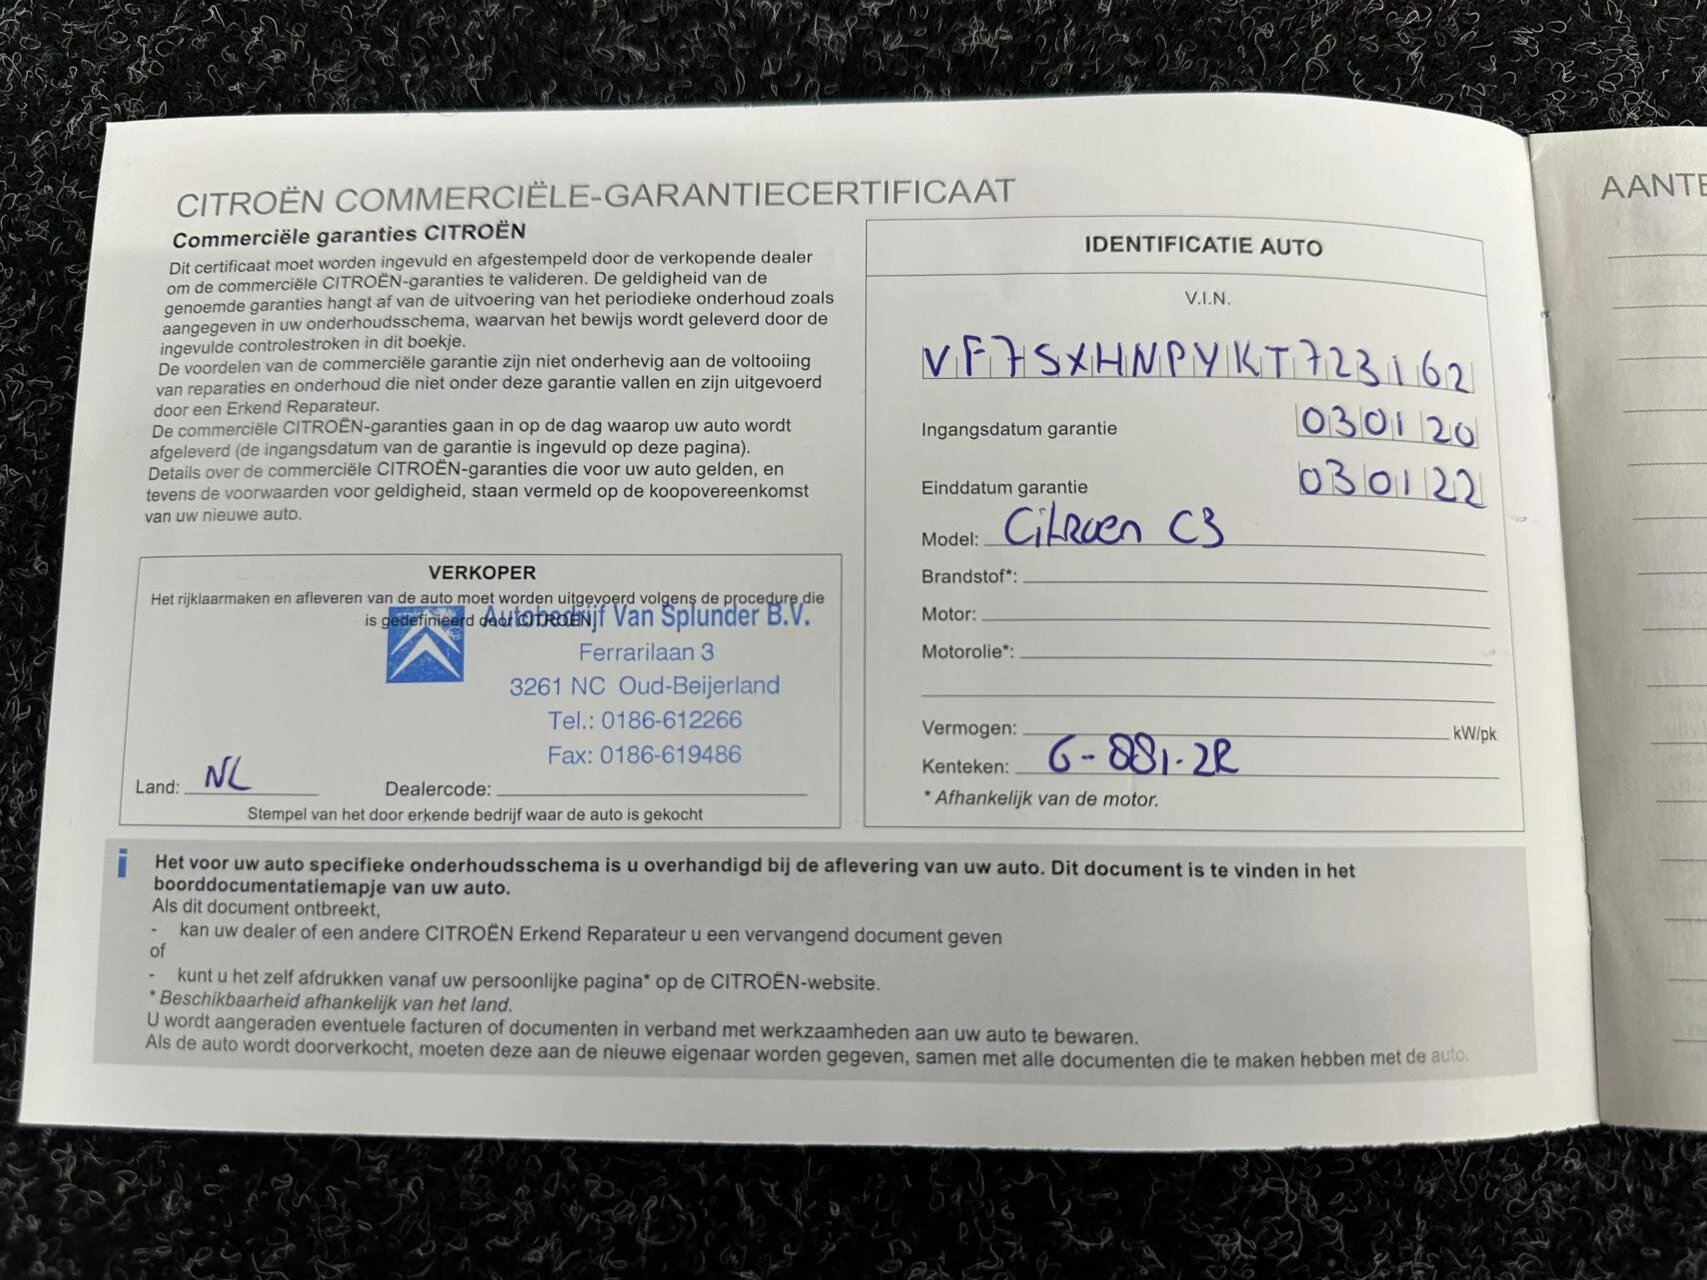 CITROËN COMMERCIËLE-GARANTIECERTIFICAAT
Commerciële garanties CITROËN
Dit certificaat moet worden ingevuld en afgestempeld door de verkopende dealer
om de commerciële CITROËN-garanties te valideren. De geldigheid van de
genoemde garanties hangt af van de uitvoering van het periodieke onderhoud zoals
aangegeven in uw onderhoudsschema, waarvan het bewijs wordt geleverd door de
ingevulde controlestroken in dit boekje.
De voordelen van de commerciële garantie zijn niet onderhevig aan de voltooiing
van reparaties en onderhoud die niet onder deze garantie vallen en zijn uitgevoerd
door een Erkend Reparateur.
De commerciële CITROËN-garanties gaan in op de dag waarop uw auto wordt
afgeleverd (de ingangsdatum van de garantie is ingevuld op deze pagina).
Details over de commerciële CITROËN-garanties die voor uw auto gelden, en
tevens de voorwaarden voor geldigheid, staan vermeld op de koopovereenkomst
van uw nieuwe auto.
VERKOPER
Het rijklaarmaken en afleveren van de auto moet worden uitgevoerd volgens de procedure die
is gedefinieerd door CITROËN.
Autobedrijf Van Splunder B.V.
Ferrarilaan 3
3261 NC Oud-Beijerland
Tel.: 0186-612266
Fax: 0186-619486
Land: NL Dealercode:
Stempel van het door erkende bedrijf waar de auto is gekocht
IDENTIFICATIE AUTO
V.I.N.
VF7SXHNPYKT723162
Ingangsdatum garantie 030120
Einddatum garantie 030122
Model: Citroen C3
Brandstof*:
Motor:
Motorolie*:
Vermogen: kW/pk
Kenteken: G-881-ZR
* Afhankelijk van de motor.
i
Het voor uw auto specifieke onderhoudsschema is u overhandigd bij de aflevering van uw auto. Dit document is te vinden in het
boorddocumentatiemapje van uw auto.
Als dit document ontbreekt,
- kan uw dealer of een andere CITROËN Erkend Reparateur u een vervangend document geven
of
- kunt u het zelf afdrukken vanaf uw persoonlijke pagina* op de CITROËN-website.
* Beschikbaarheid afhankelijk van het land.
U wordt aangeraden eventuele facturen of documenten in verband met werkzaamheden aan uw auto te bewaren.
Als de auto wordt doorverkocht, moeten deze aan de nieuwe eigenaar worden gegeven, samen met alle documenten die te maken hebben met de auto.
AANTE